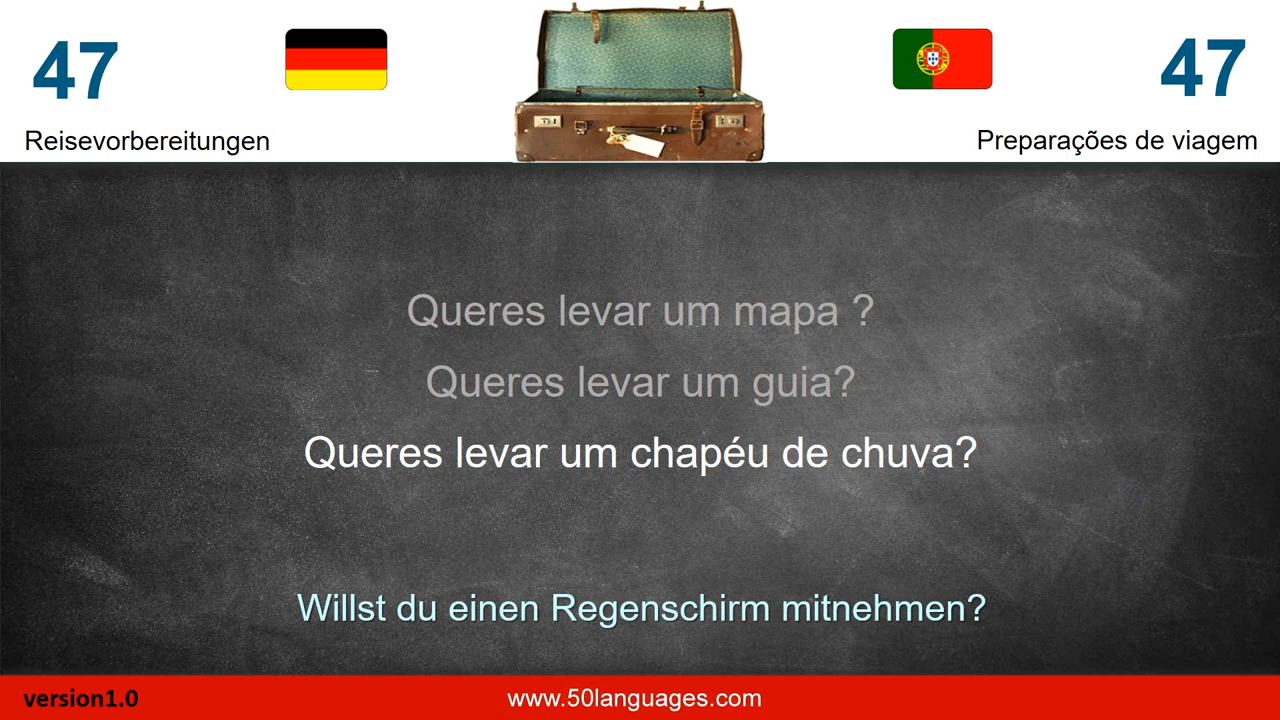 47
47
Reisevorbereitungen
Preparações de viagem
Queres levar um mapa ?
Queres levar um guia?
Queres levar um chapéu de chuva?
Willst du einen Regenschirm mitnehmen?
version1.0
www.50languages.com